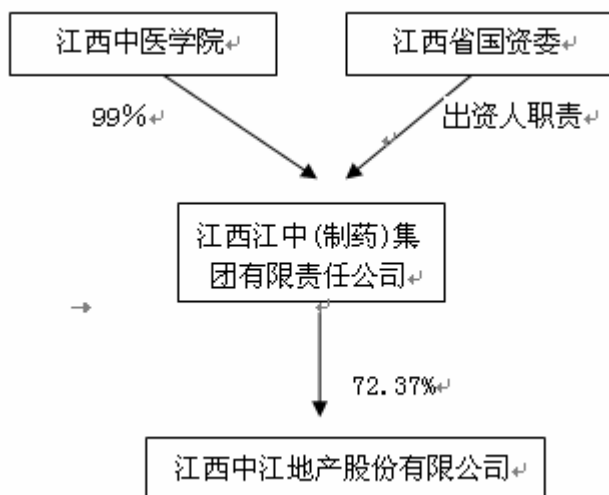 江西中医学院
江西省国资委
99%
出资人职责
江西江中(制药)集
团有限责任公司
72.37%
江西中江地产股份有限公司